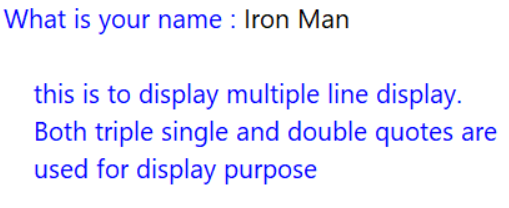 What is your name : Iron Man
this is to display multiple line display.
Both triple single and double quotes are
used for display purpose